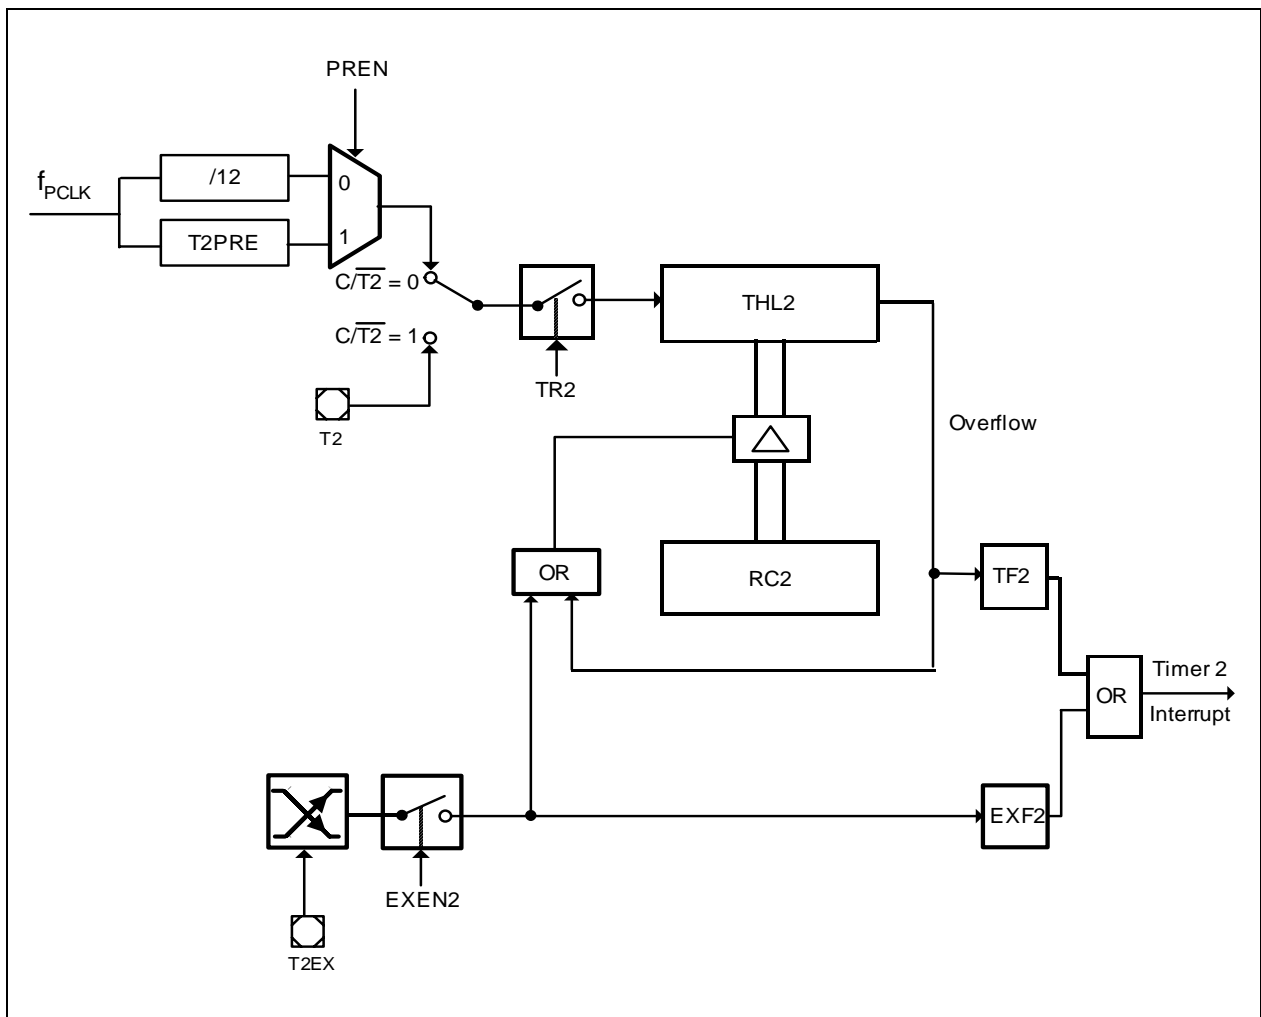 PREN
fPCLK
/12
0
T2PRE
1
C/T2 = 0
THL2
C/T2 = 1
TR2
T2
Overflow
OR
RC2
TF2
Timer 2
OR
Interrupt
EXF2
EXEN2
T2EX